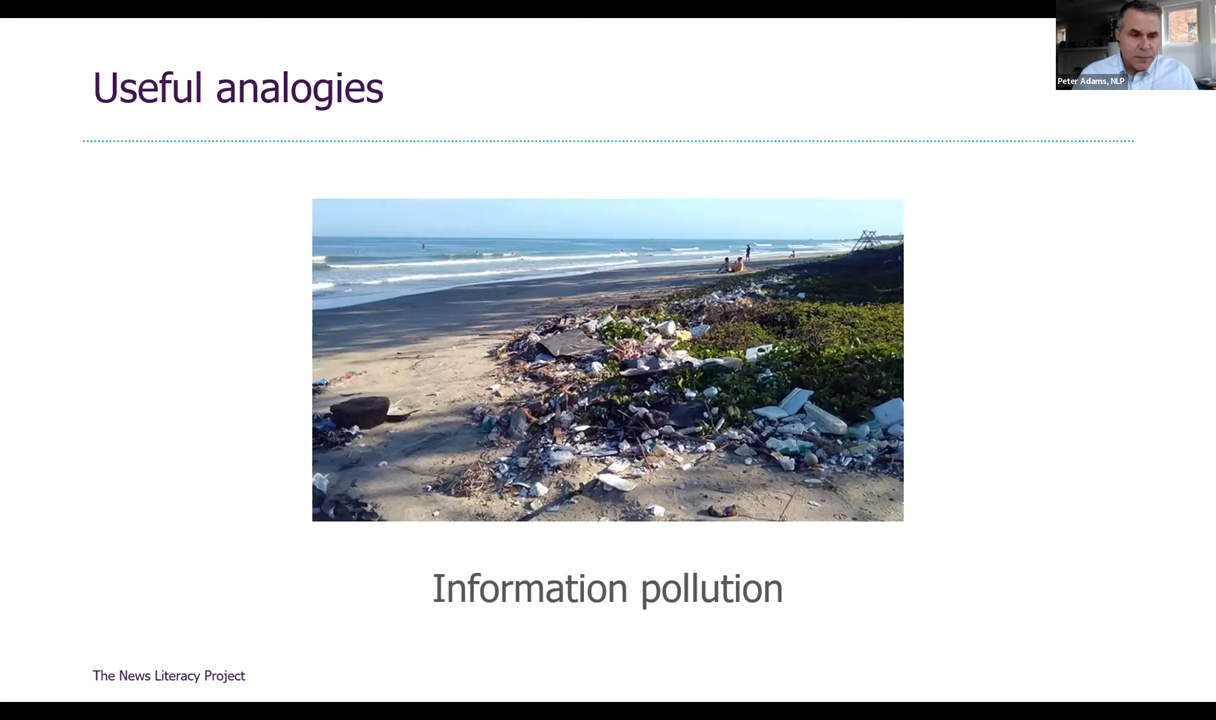 Useful analogies
Peter Adams, NLP
Information pollution
The News Literacy Project